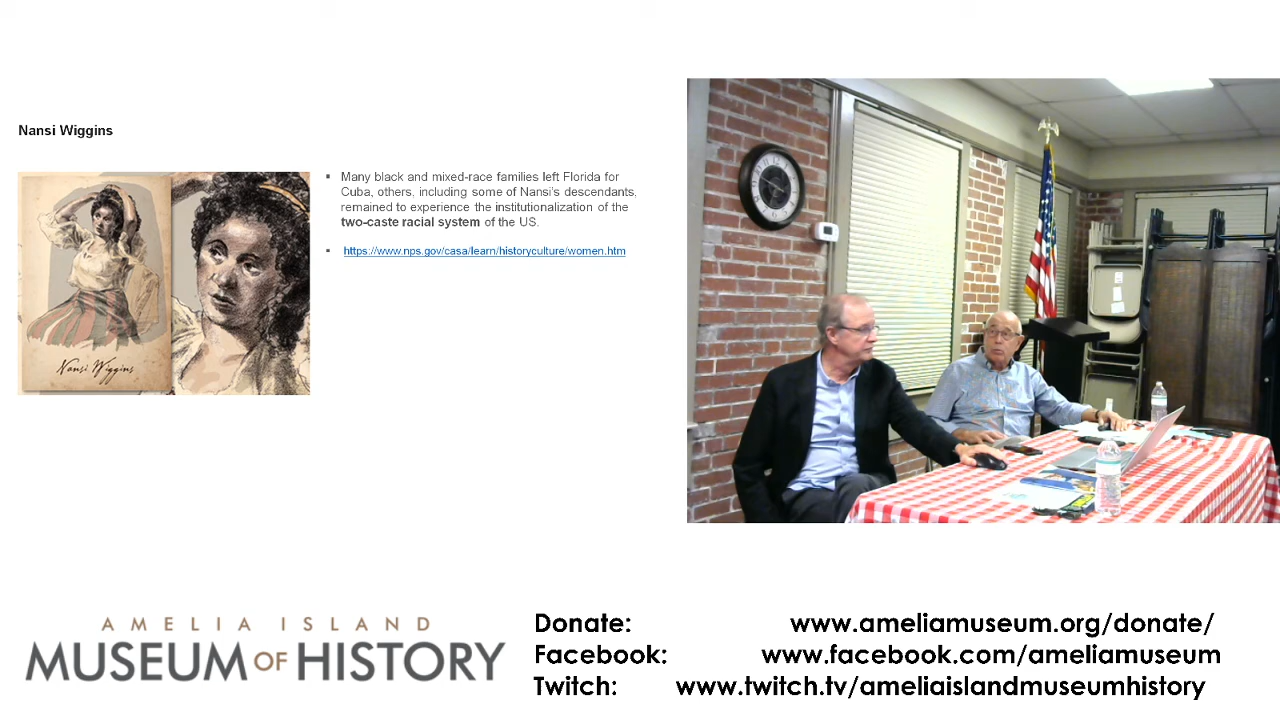 Nansi Wiggins
▪ Many black and mixed-race families left Florida for
Cuba, others, including some of Nansi's descendants,
remained to experience the institutionalization of the
two-caste racial system of the US.
▪ https://www.nps.gov/casa/learn/historyculture/women.htm
Nansi Wiggins
AMELIA ISLAND
MUSEUM OF HISTORY
Donate: www.ameliamuseum.org/donate/
Facebook: www.facebook.com/ameliamuseum
Twitch: www.twitch.tv/ameliaislandmuseumhistory